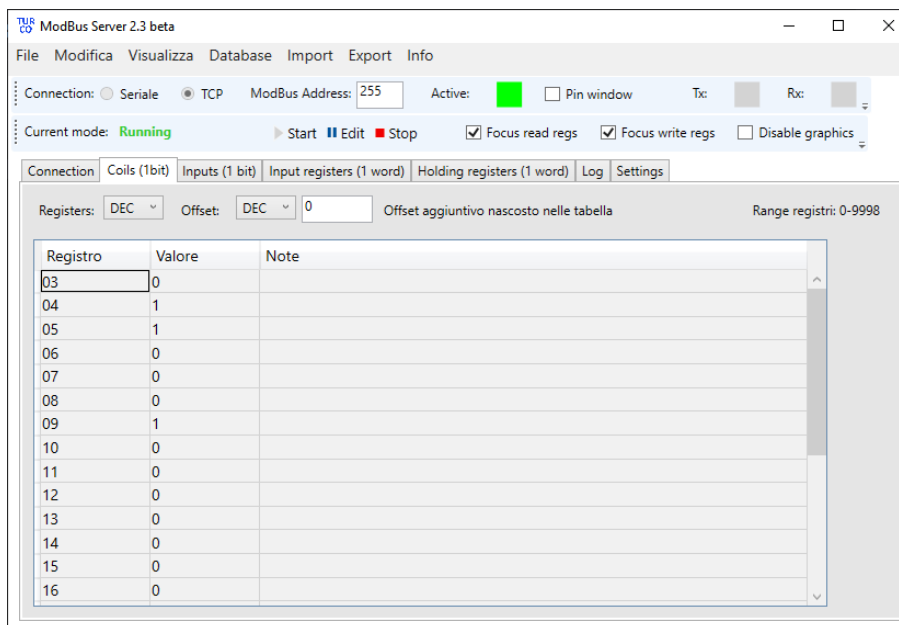 TUR CO ModBus Server 2.3 beta
File Modifica Visualizza Database Import Export Info
Connection: Seriale TCP ModBus Address: 255 Active: Pin window Tx: Rx:
Current mode: Running Start Edit Stop Focus read regs Focus write regs Disable graphics
Connection Coils (1bit) Inputs (1 bit) Input registers (1 word) Holding registers (1 word) Log Settings
Registers: DEC Offset: DEC 0 Offset aggiuntivo nascosto nelle tabella Range registri: 0-9998
Registro Valore Note
03 0
04 1
05 1
06 0
07 0
08 0
09 1
10 0
11 0
12 0
13 0
14 0
15 0
16 0